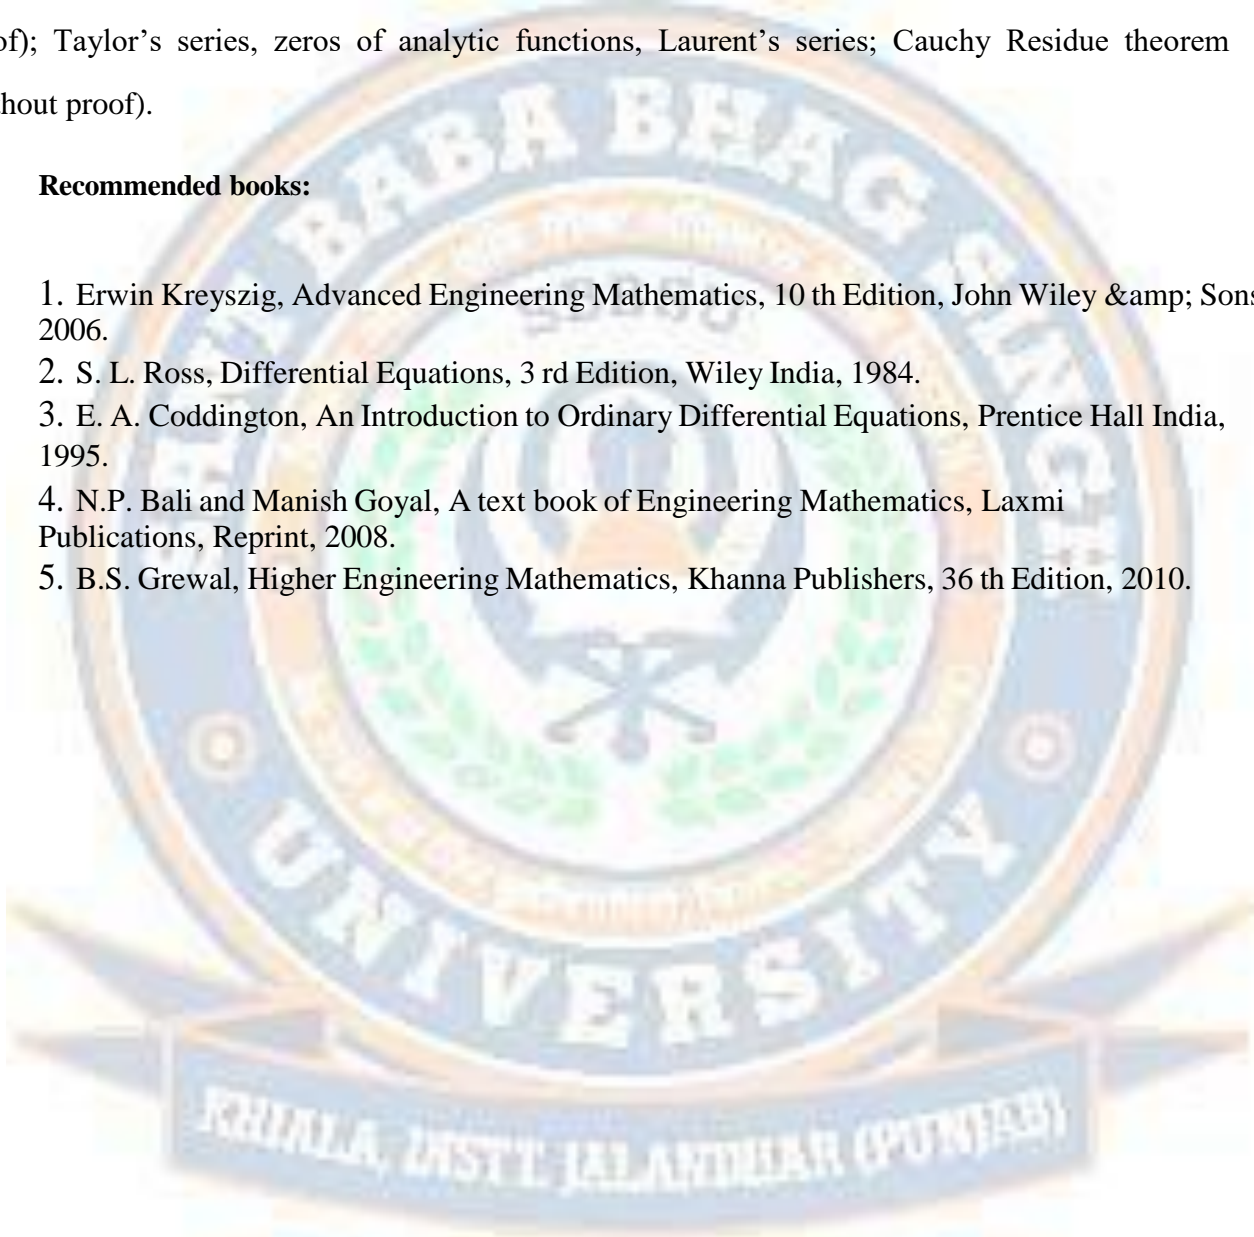 of); Taylor’s series, zeros of analytic functions, Laurent’s series; Cauchy Residue theorem
hout proof).
Recommended books:
1. Erwin Kreyszig, Advanced Engineering Mathematics, 10 th Edition, John Wiley &amp; Sons
2006.
2. S. L. Ross, Differential Equations, 3 rd Edition, Wiley India, 1984.
3. E. A. Coddington, An Introduction to Ordinary Differential Equations, Prentice Hall India,
1995.
4. N.P. Bali and Manish Goyal, A text book of Engineering Mathematics, Laxmi
Publications, Reprint, 2008.
5. B.S. Grewal, Higher Engineering Mathematics, Khanna Publishers, 36 th Edition, 2010.
BABA BHAG SINGH
UNIVERSITY
KHIALA, DISTT. JALANDHAR (PUNJAB)